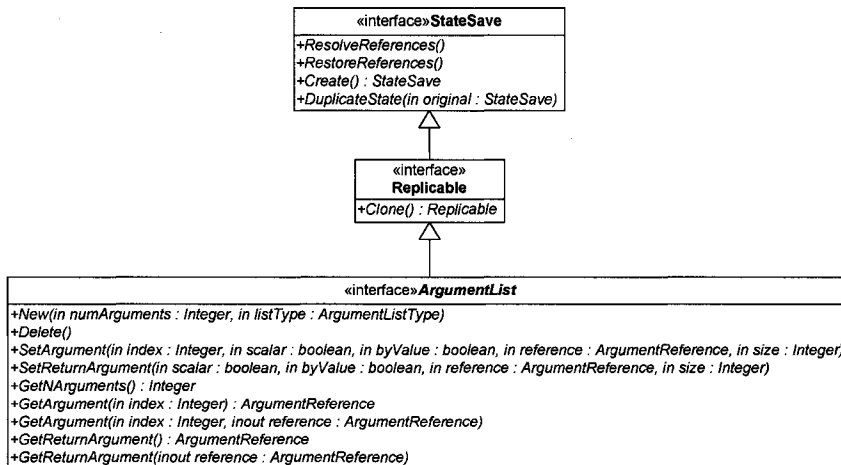 «interface»StateSave
+ResolveReferences()
+RestoreReferences()
+Create() : StateSave
+DuplicateState(in original : StateSave)
«interface»
Replicable
+Clone() : Replicable
«interface»ArgumentList
+New(in numArguments : Integer, in listType : ArgumentListType)
+Delete()
+SetArgument(in index : Integer, in scalar : boolean, in byValue : boolean, in reference : ArgumentReference, in size : Integer)
+SetReturnArgument(in scalar : boolean, in byValue : boolean, in reference : ArgumentReference, in size : Integer)
+GetNArguments() : Integer
+GetArgument(in index : Integer) : ArgumentReference
+GetArgument(in index : Integer, inout reference : ArgumentReference)
+GetReturnArgument() : ArgumentReference
+GetReturnArgument(inout reference : ArgumentReference)